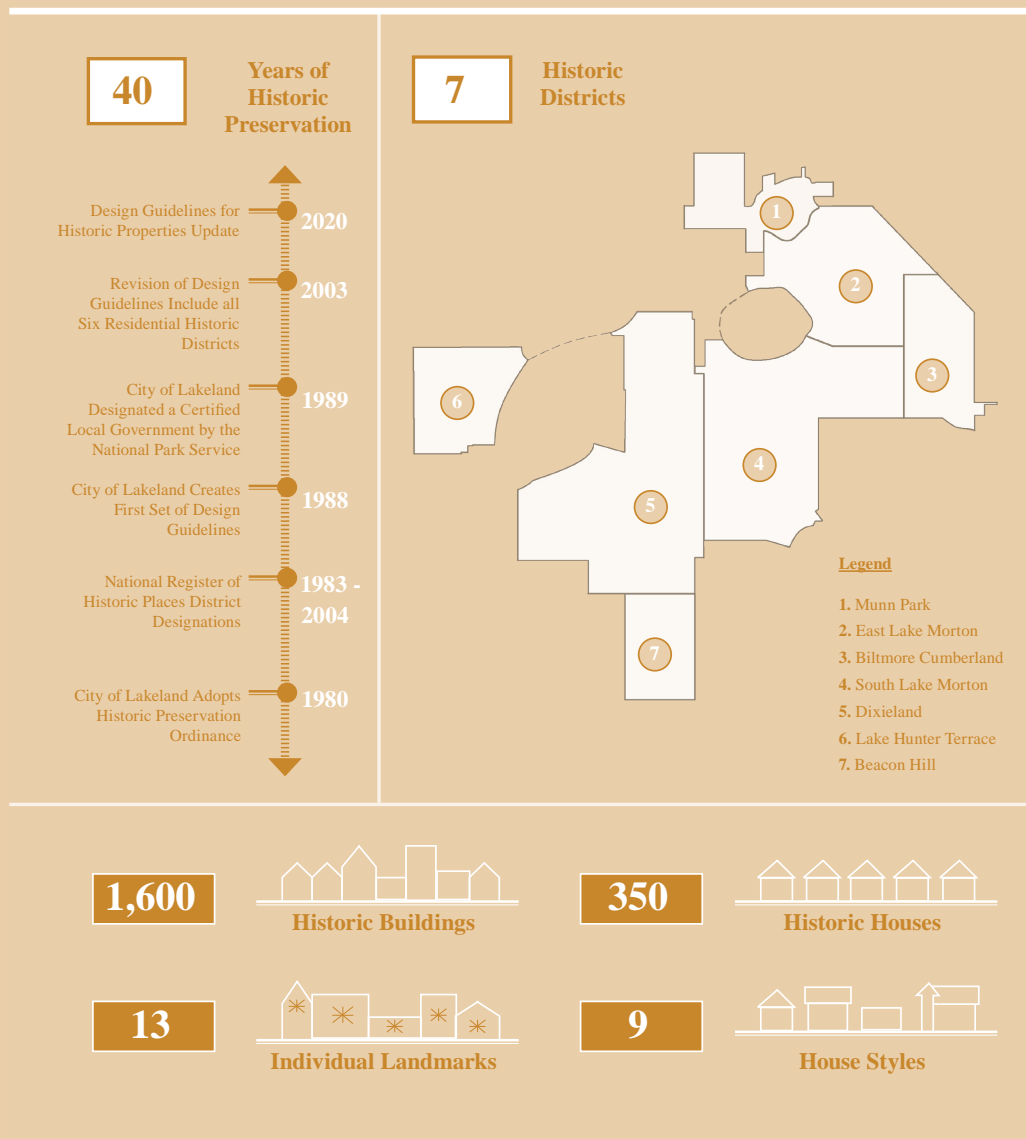 40
Years of
Historic
Preservation
Design Guidelines for
Historic Properties Update
2020
Revision of Design
Guidelines Include all
Six Residential Historic
Districts
2003
City of Lakeland
Designated a Certified
Local Government by the
National Park Service
1989
City of Lakeland Creates
First Set of Design
Guidelines
1988
National Register of
Historic Places District
Designations
1983 -
2004
City of Lakeland Adopts
Historic Preservation
Ordinance
1980
7
Historic
Districts
1
2
3
6
4
5
7
Legend
1. Munn Park
2. East Lake Morton
3. Biltmore Cumberland
4. South Lake Morton
5. Dixieland
6. Lake Hunter Terrace
7. Beacon Hill
1,600
Historic Buildings
350
Historic Houses
13
Individual Landmarks
9
House Styles